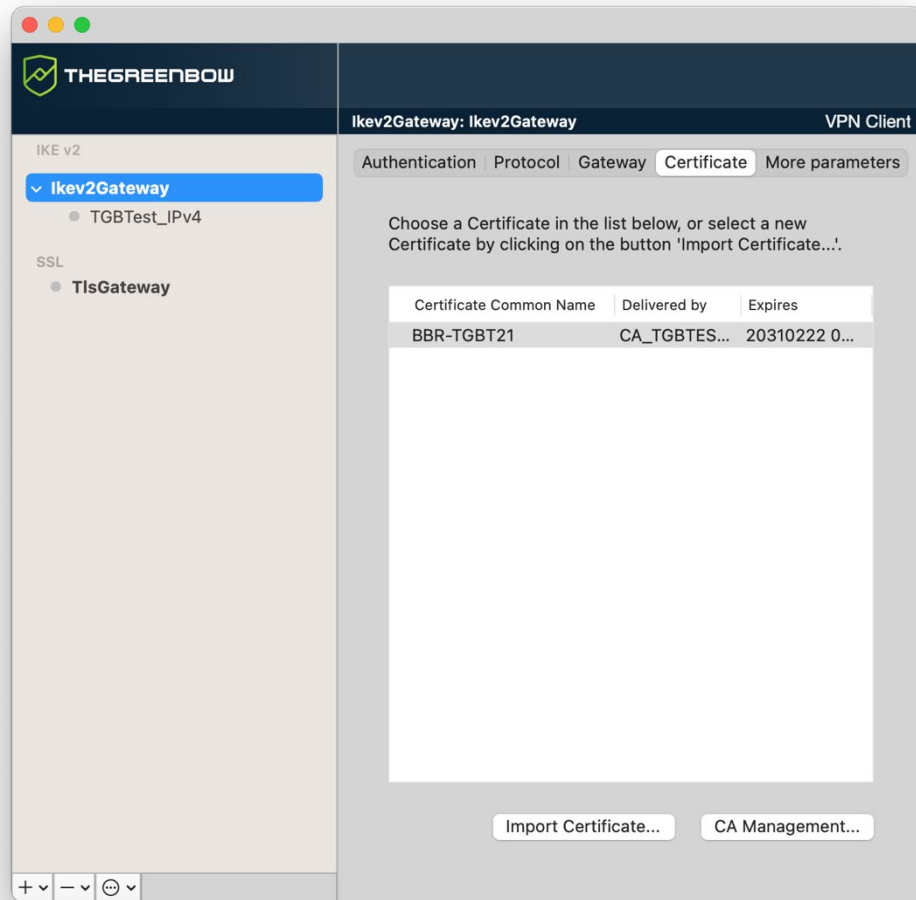 THEGREENBOW
Ikev2Gateway: Ikev2Gateway
VPN Client
IKE v2
Ikev2Gateway
TGBTest_IPv4
SSL
TlsGateway
Authentication Protocol Gateway Certificate More parameters
Choose a Certificate in the list below, or select a new
Certificate by clicking on the button 'Import Certificate...'.
Certificate Common Name Delivered by Expires
BBR-TGBT21 CA_TGBTES... 20310222 0...
Import Certificate... CA Management...